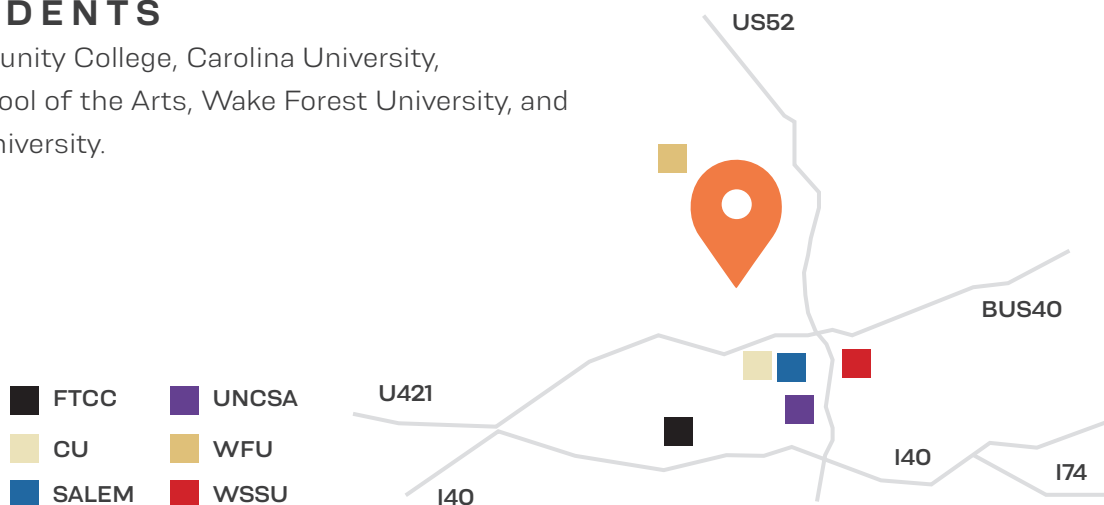 DENTS
unity College, Carolina University,
ool of the Arts, Wake Forest University, and
niversity.
US52
BUS40
U421
I40
I40
I74
FTCC
UNCSA
CU
WFU
SALEM
WSSU